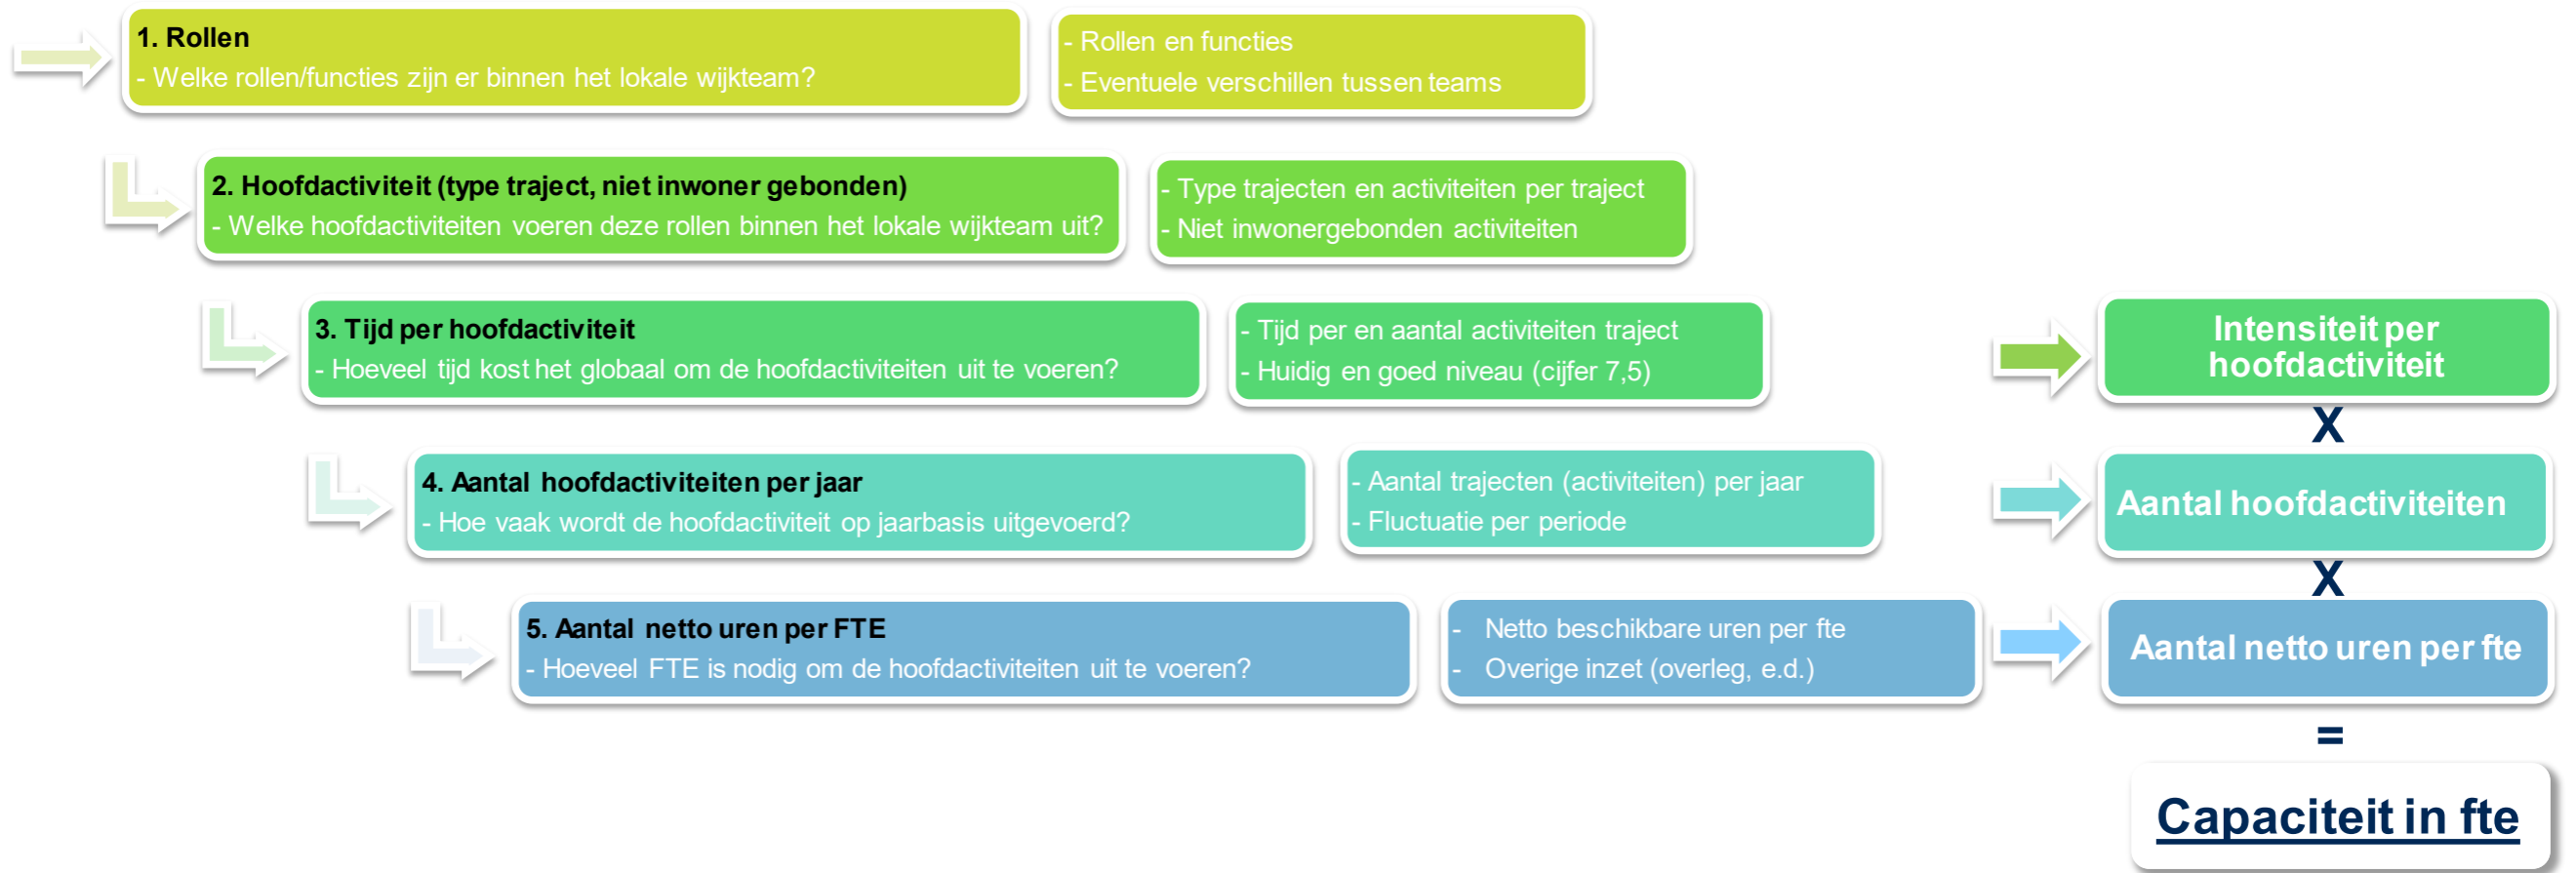 1. Rollen
- Welke rollen/functies zijn er binnen het lokale wijkteam?
- Rollen en functies
- Eventuele verschillen tussen teams
2. Hoofdactiviteit (type traject, niet inwoner gebonden)
- Welke hoofdactiviteiten voeren deze rollen binnen het lokale wijkteam uit?
- Type trajecten en activiteiten per traject
- Niet inwonergebonden activiteiten
3. Tijd per hoofdactiviteit
- Hoeveel tijd kost het globaal om de hoofdactiviteiten uit te voeren?
- Tijd per en aantal activiteiten traject
- Huidig en goed niveau (cijfer 7,5)
Intensiteit per
hoofdactiviteit
X
4. Aantal hoofdactiviteiten per jaar
- Hoe vaak wordt de hoofdactiviteit op jaarbasis uitgevoerd?
- Aantal trajecten (activiteiten) per jaar
- Fluctuatie per periode
Aantal hoofdactiviteiten
X
5. Aantal netto uren per FTE
- Hoeveel FTE is nodig om de hoofdactiviteiten uit te voeren?
- Netto beschikbare uren per fte
- Overige inzet (overleg, e.d.)
Aantal netto uren per fte
=
Capaciteit in fte